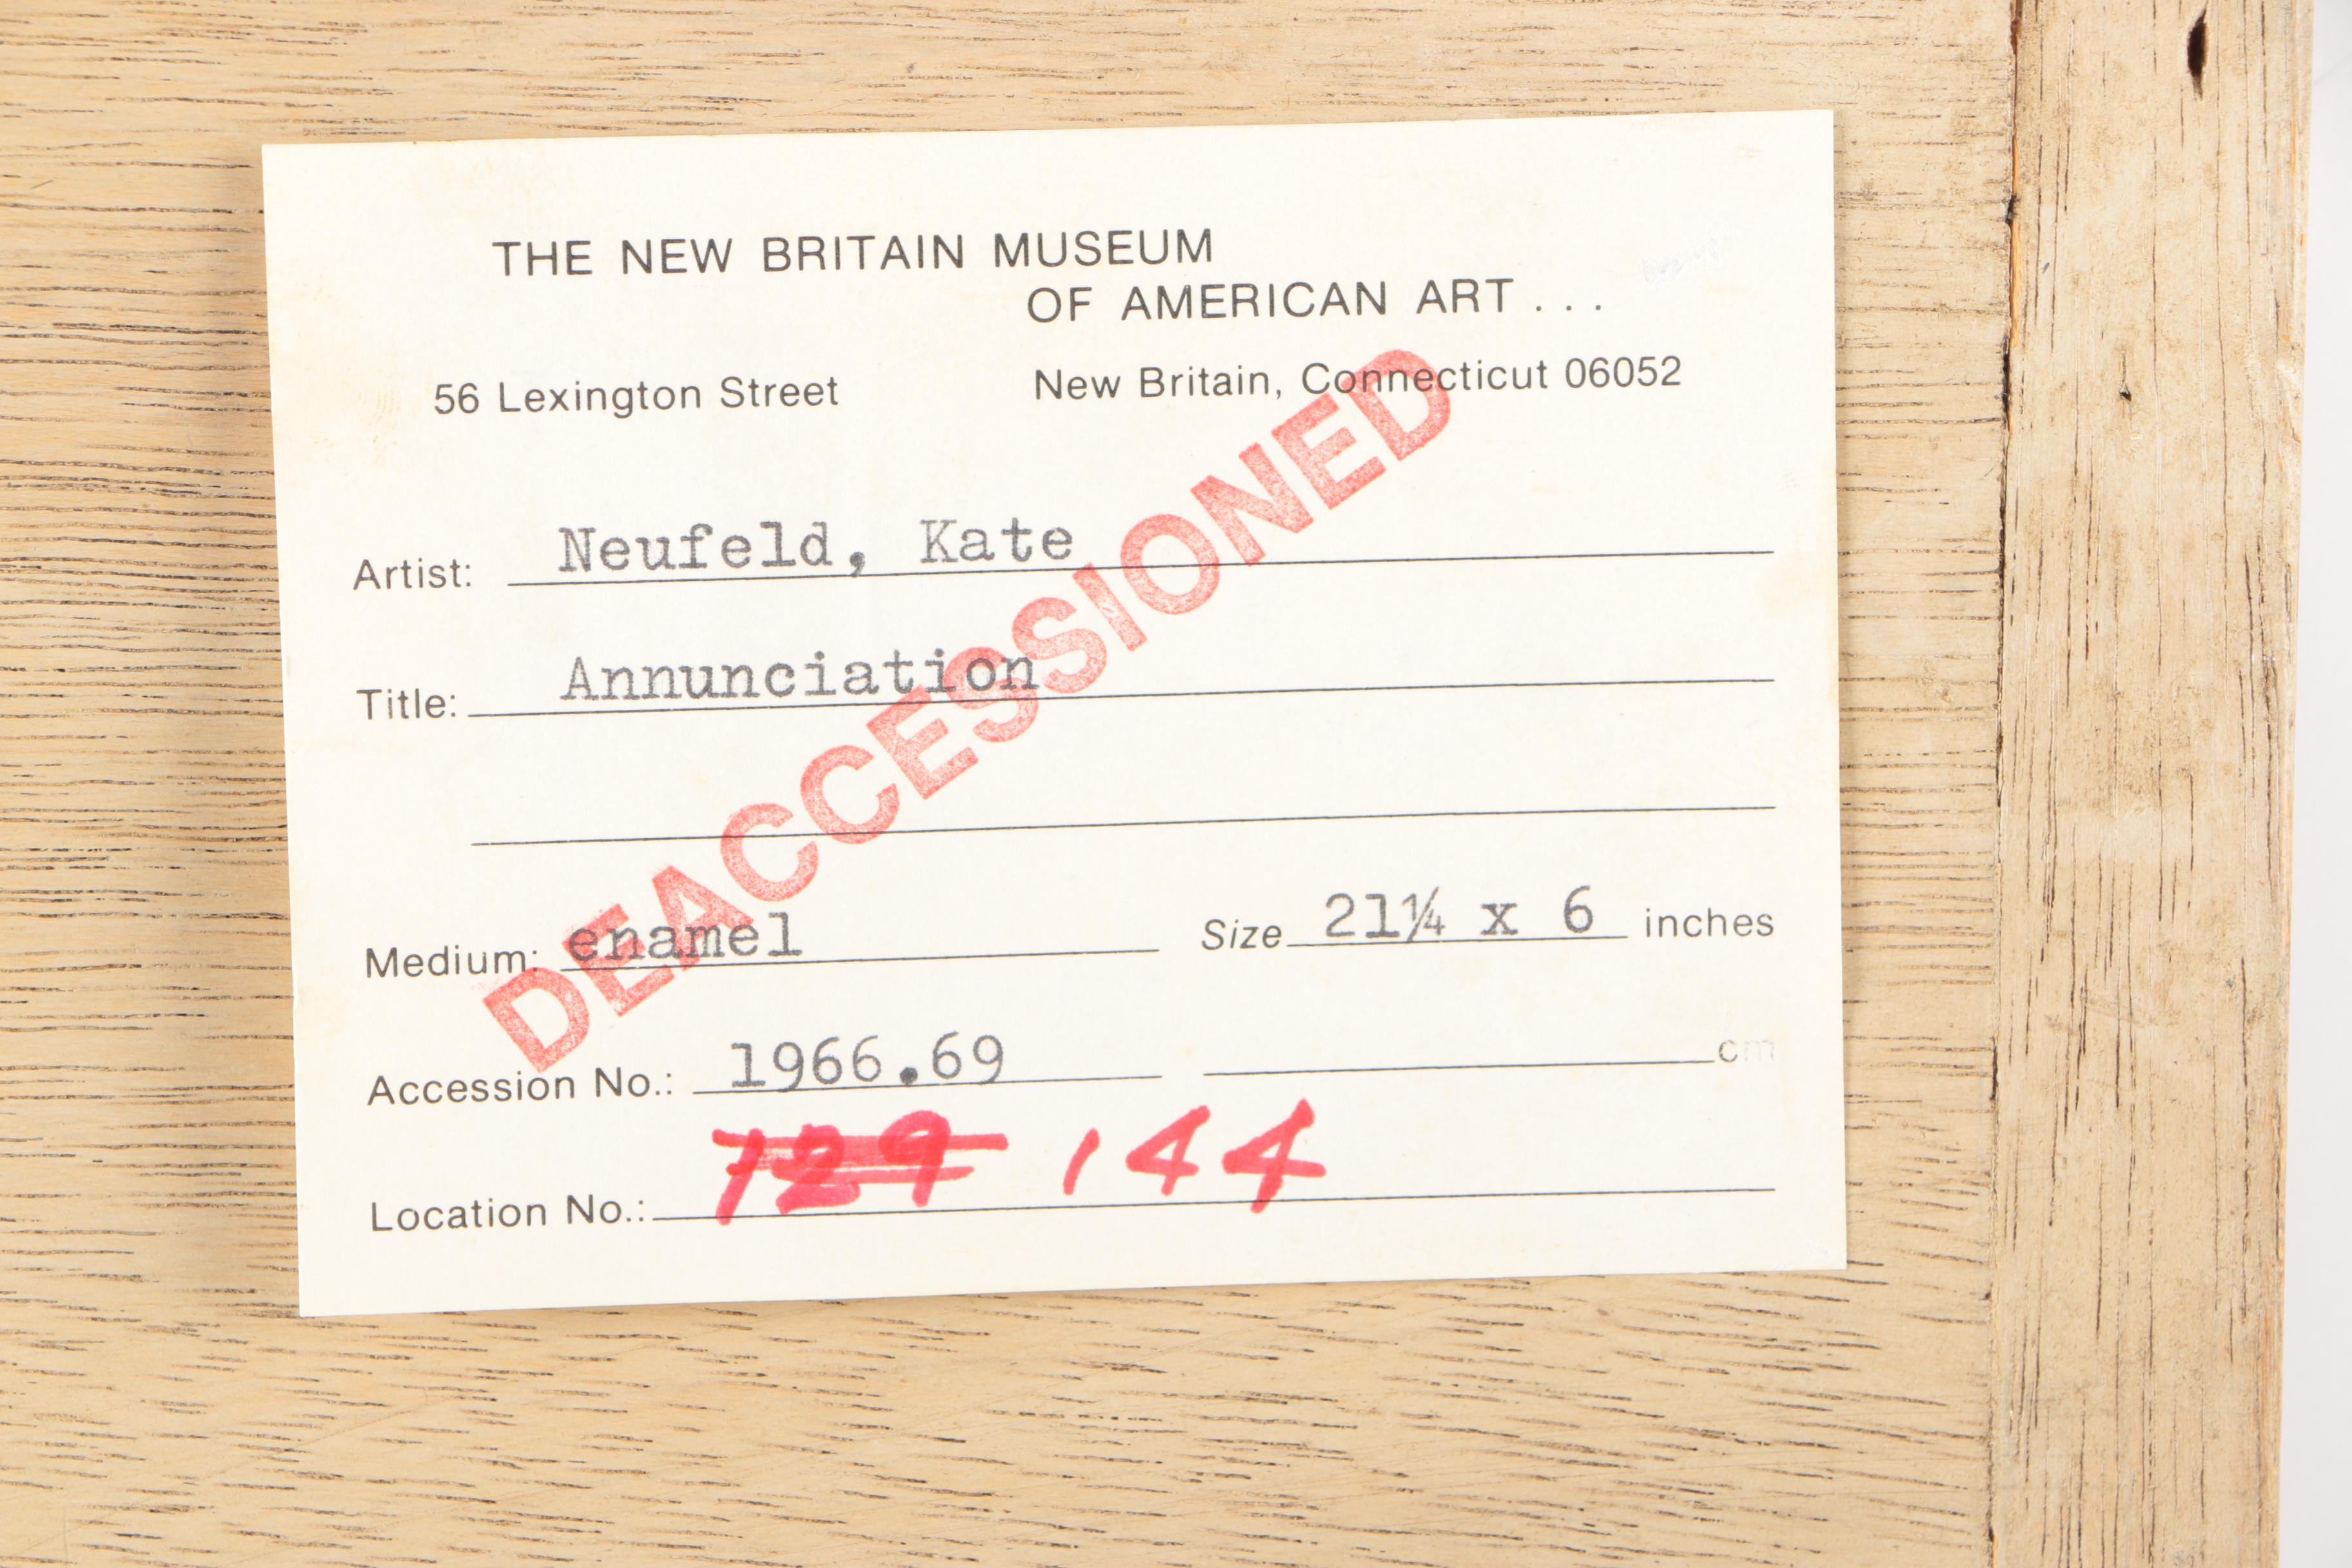 THE NEW BRITAIN MUSEUM
OF AMERICAN ART...
56 Lexington Street New Britain, Connecticut 06052
Artist: Neufeld, Kate
Title: Annunciation
DEACCESSIONED
Medium: enamel Size 21¼ x 6 inches
Accession No.: 1966.69 cm
Location No.: 129 144